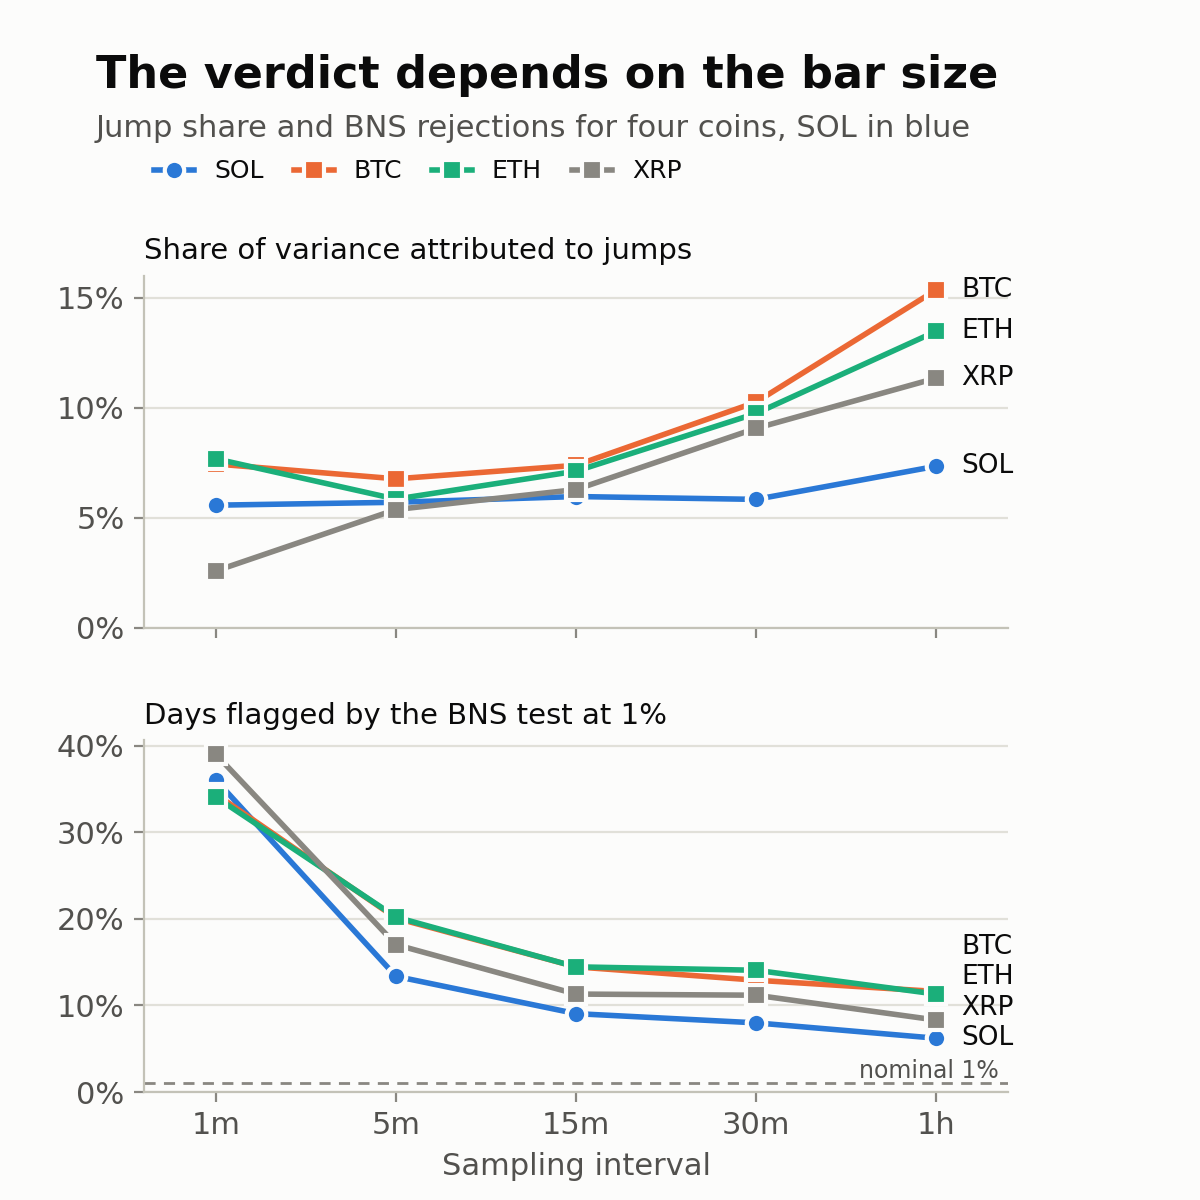 The verdict depends on the bar size
Jump share and BNS rejections for four coins, SOL in blue
SOL BTC ETH XRP
Share of variance attributed to jumps
15%
10%
5%
0%
BTC
ETH
XRP
SOL
Days flagged by the BNS test at 1%
40%
30%
20%
10%
0%
BTC
ETH
XRP
SOL
nominal 1%
1m 5m 15m 30m 1h
Sampling interval